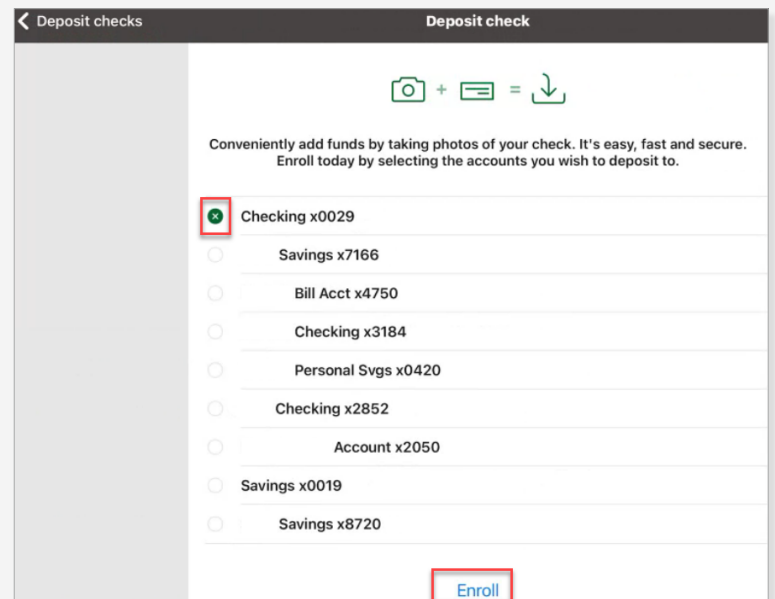 Deposit checks
Deposit check
+ =
Conveniently add funds by taking photos of your check. It's easy, fast and secure.
Enroll today by selecting the accounts you wish to deposit to.
Checking x0029
Savings x7166
Bill Acct x4750
Checking x3184
Personal Svgs x0420
Checking x2852
Account x2050
Savings x0019
Savings x8720
Enroll